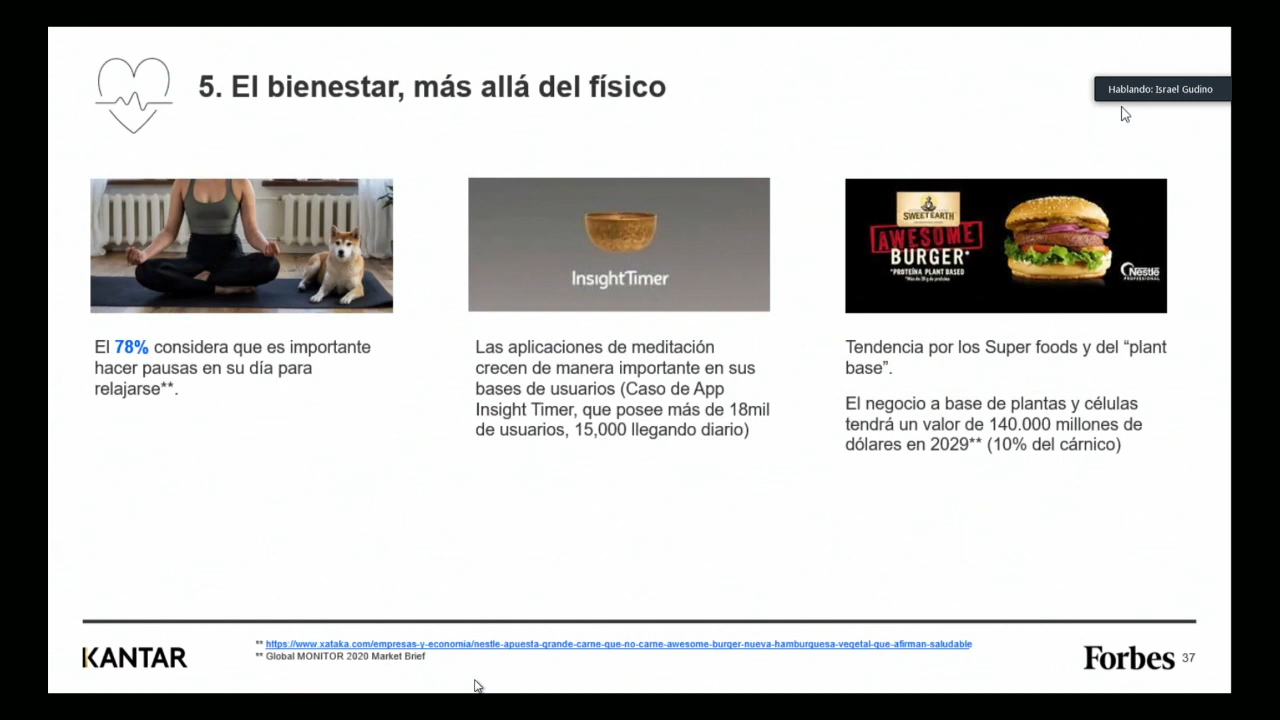 5. El bienestar, más allá del físico
Hablando: Israel Gudino
InsightTimer
SWEET EARTH
AWESOME
BURGER*
*PROTEÍNA PLANT BASED
Nestlé
PROFESSIONAL
El 78% considera que es importante
hacer pausas en su día para
relajarse**.
Las aplicaciones de meditación
crecen de manera importante en sus
bases de usuarios (Caso de App
Insight Timer, que posee más de 18mil
de usuarios, 15,000 llegando diario)
Tendencia por los Super foods y del “plant
base”.
El negocio a base de plantas y células
tendrá un valor de 140.000 millones de
dólares en 2029** (10% del cárnico)
KANTAR
** https://www.xataka.com/empresas-y-economia/nestle-apuesta-grande-carne-que-no-carne-awesome-burger-nueva-hamburguesa-vegetal-que-afirman-saludable
** Global MONITOR 2020 Market Brief
Forbes 37